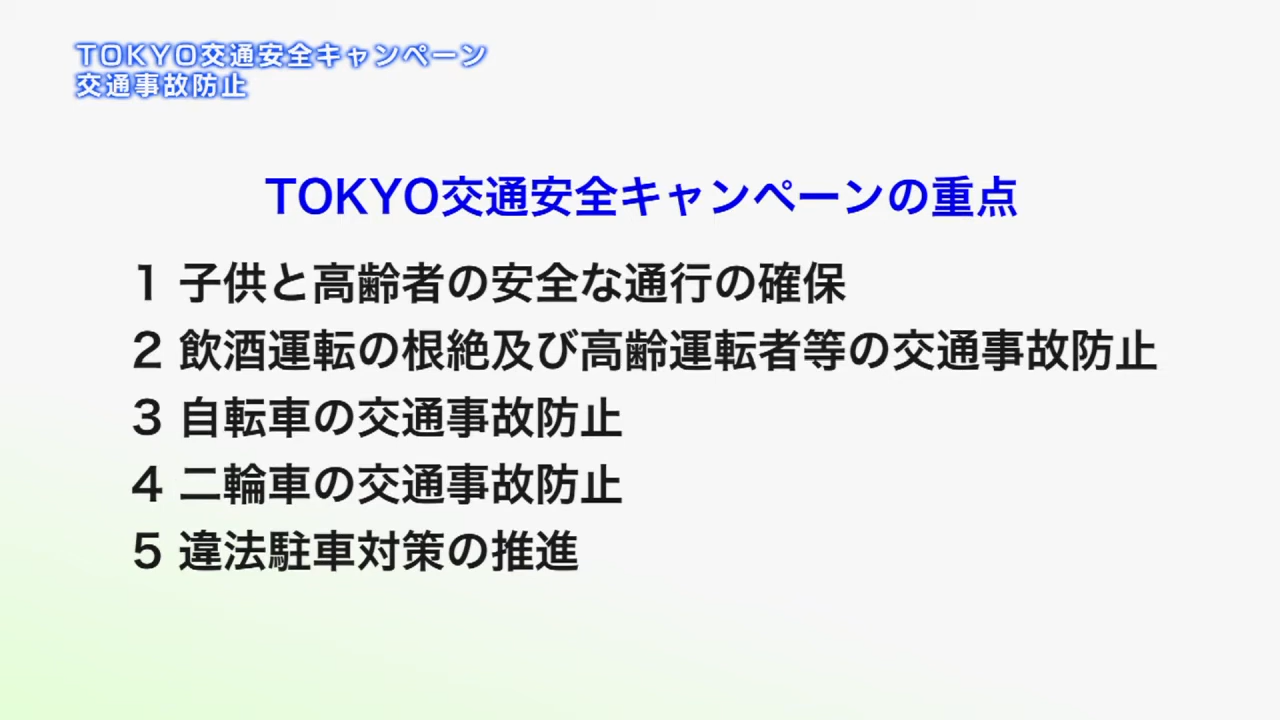 TOKYO交通安全キャンペーン
交通事故防止
TOKYO交通安全キャンペーンの重点
1 子供と高齢者の安全な通行の確保
2 飲酒運転の根絶及び高齢運転者等の交通事故防止
3 自転車の交通事故防止
4 二輪車の交通事故防止
5 違法駐車対策の推進